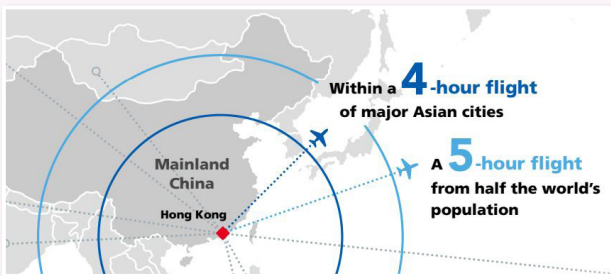 Within a 4-hour flight
of major Asian cities
Mainland
China
A 5-hour flight
from half the world's
population
Hong Kong